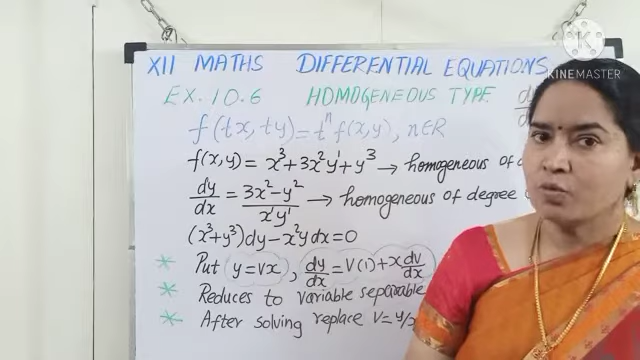 XII MATHS DIFFERENTIAL EQUATIONS
K
KINEMASTER
EX. 10.6 HOMOGENEOUS TYPE
f(tx, ty) = tⁿ f(x,y), n∈R
f(x,y) = x³ + 3x²y¹ + y³ → homogeneous of
dy/dx = (3x² - y²)/(x¹y¹) → homogeneous of degree
(x³ + y³) dy - x²y dx = 0
* Put y = vx, dy/dx = V(1) + x dv/dx
* Reduces to variable separable
* After solving replace V = y/x